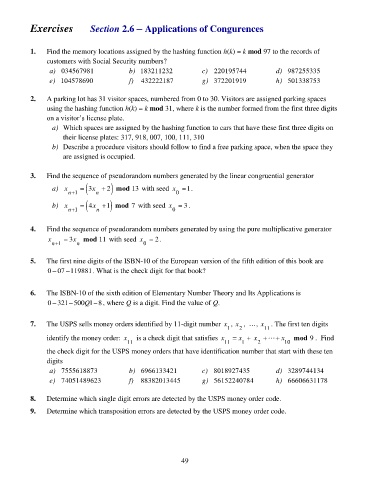 Exercises Section 2.6 – Applications of Congurences
1. Find the memory locations assigned by the hashing function h(k) = k mod 97 to the records of
customers with Social Security numbers?
a) 034567981 b) 183211232 c) 220195744 d) 987255335
e) 104578690 f) 432222187 g) 372201919 h) 501338753
2. A parking lot has 31 visitor spaces, numbered from 0 to 30. Visitors are assigned parking spaces
using the hashing function h(k) = k mod 31, where k is the number formed from the first three digits
on a visitor's license plate.
a) Which spaces are assigned by the hashing function to cars that have these first three digits on
their license plates: 317, 918, 007, 100, 111, 310
b) Describe a procedure visitors should follow to find a free parking space, when the space they
are assigned is occupied.
3. Find the sequence of pseudorandom numbers generated by the linear congruential generator
a) x_{n+1} = (3x_n + 2) mod 13 with seed x_0 = 1.
b) x_{n+1} = (4x_n + 1) mod 7 with seed x_0 = 3.
4. Find the sequence of pseudorandom numbers generated by using the pure multiplicative generator
x_{n+1} = 3x_n mod 11 with seed x_0 = 2.
5. The first nine digits of the ISBN-10 of the European version of the fifth edition of this book are
0-07-119881. What is the check digit for that book?
6. The ISBN-10 of the sixth edition of Elementary Number Theory and Its Applications is
0-321-500Q1-8, where Q is a digit. Find the value of Q.
7. The USPS sells money orders identified by 11-digit number x_1, x_2, ..., x_11. The first ten digits
identify the money order: x_11 is a check digit that satisfies x_11 = x_1 + x_2 + ··· + x_10 mod 9. Find
the check digit for the USPS money orders that have identification number that start with these ten
digits
a) 7555618873 b) 6966133421 c) 8018927435 d) 3289744134
e) 74051489623 f) 88382013445 g) 56152240784 h) 66606631178
8. Determine which single digit errors are detected by the USPS money order code.
9. Determine which transposition errors are detected by the USPS money order code.
49